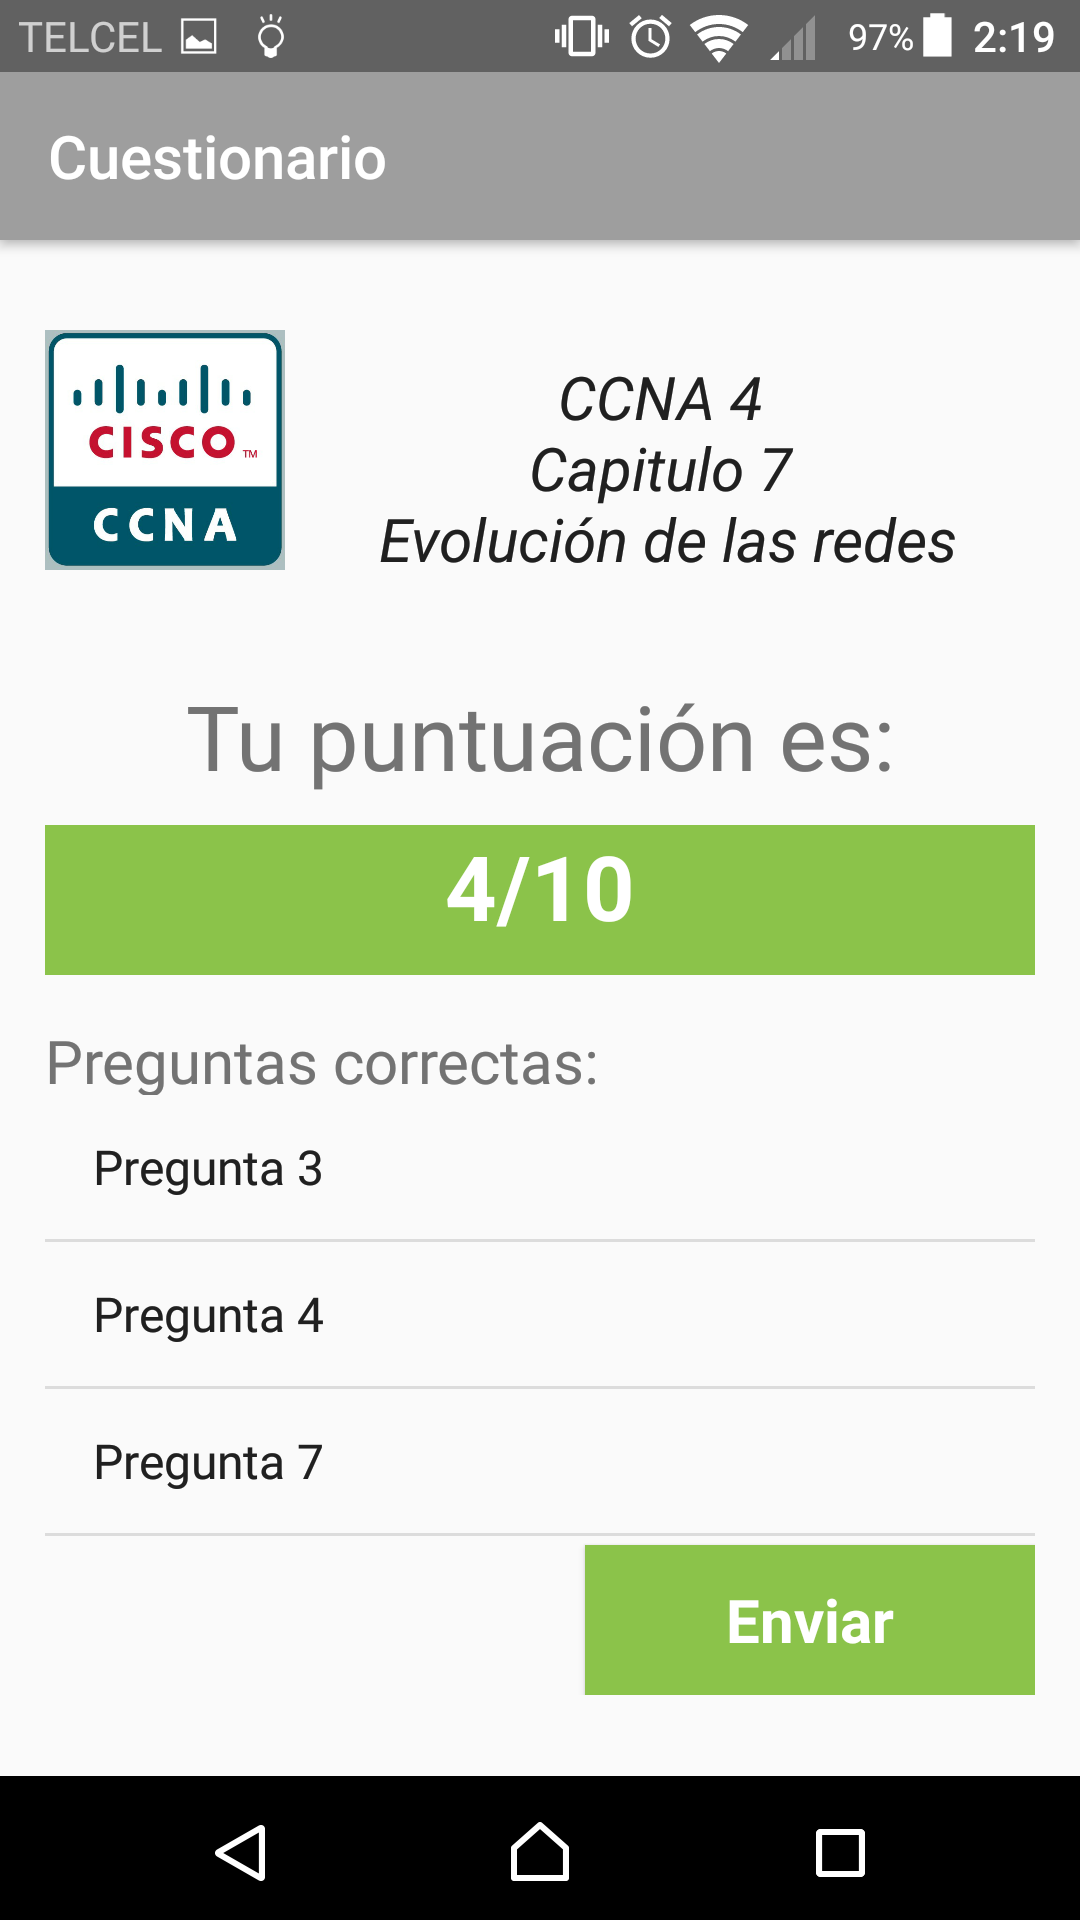 TELCEL 97% 2:19
Cuestionario
CISCO™
CCNA
CCNA 4
Capitulo 7
Evolución de las redes
Tu puntuación es:
4/10
Preguntas correctas:
Pregunta 3
Pregunta 4
Pregunta 7
Enviar